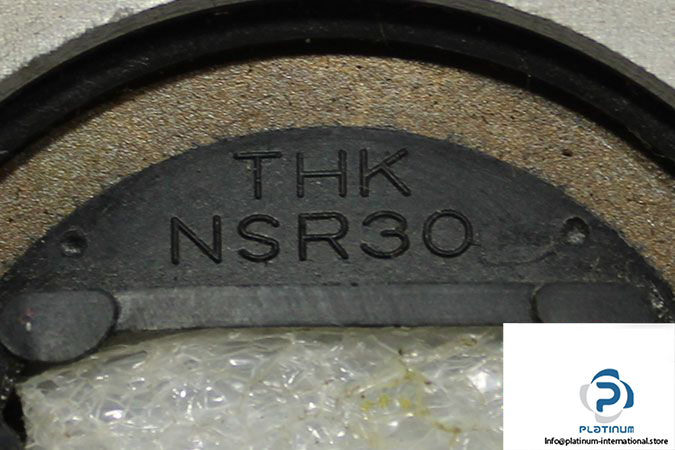 THK
NSR30
PLATINUM
Info@platinum-international.store